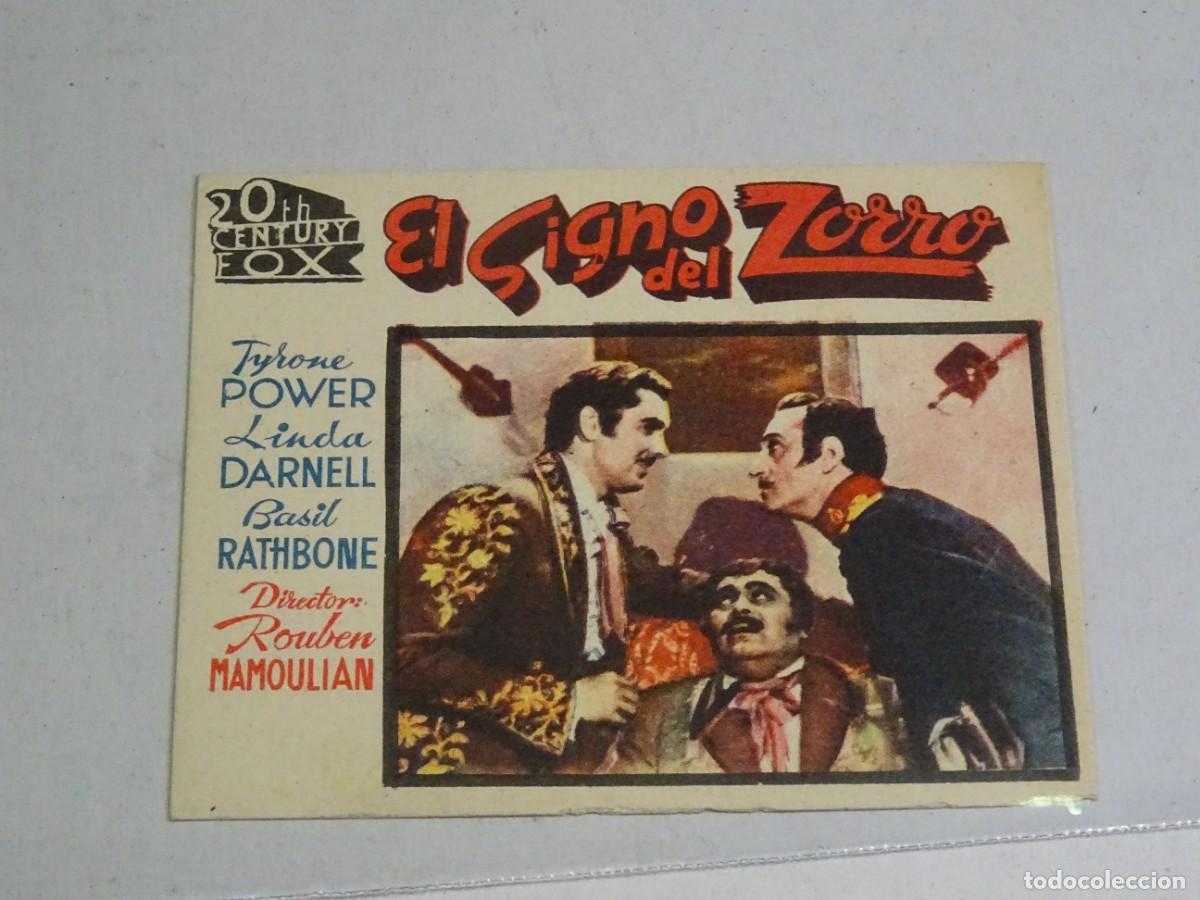 20th
CENTURY
FOX
El Signo del Zorro
Tyrone
POWER
Linda
DARNELL
Basil
RATHBONE
Director:
Rouben
MAMOULIAN
todocoleccion